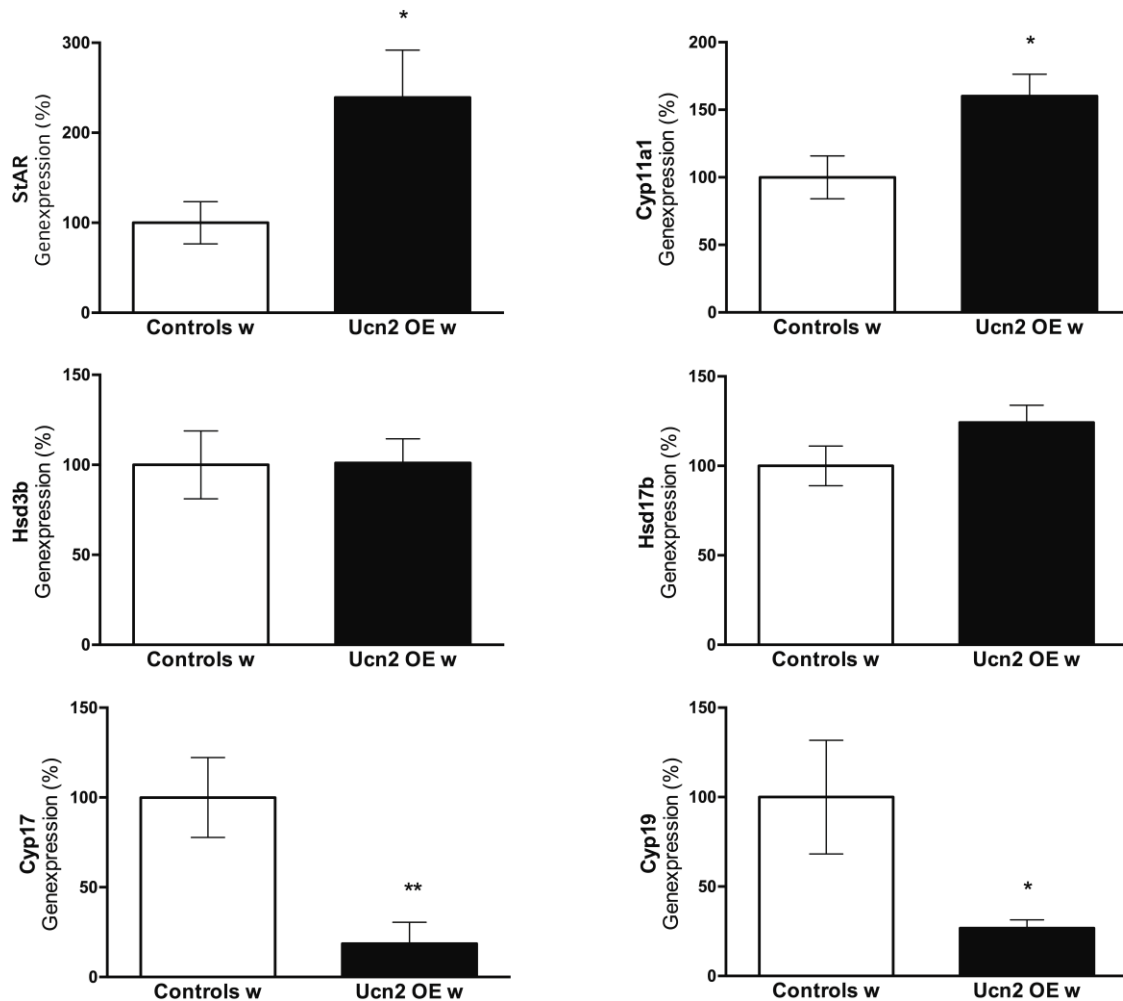 *
300
200
100
0
StAR
Genexpression (%)
Controls w
Ucn2 OE w
*
200
150
100
50
0
Cyp11a1
Genexpression (%)
Controls w
Ucn2 OE w
150
100
50
0
Hsd3b
Genexpression (%)
Controls w
Ucn2 OE w
150
100
50
0
Hsd17b
Genexpression (%)
Controls w
Ucn2 OE w
150
100
50
0
Cyp17
Genexpression (%)
**
Controls w
Ucn2 OE w
150
100
50
0
Cyp19
Genexpression (%)
*
Controls w
Ucn2 OE w